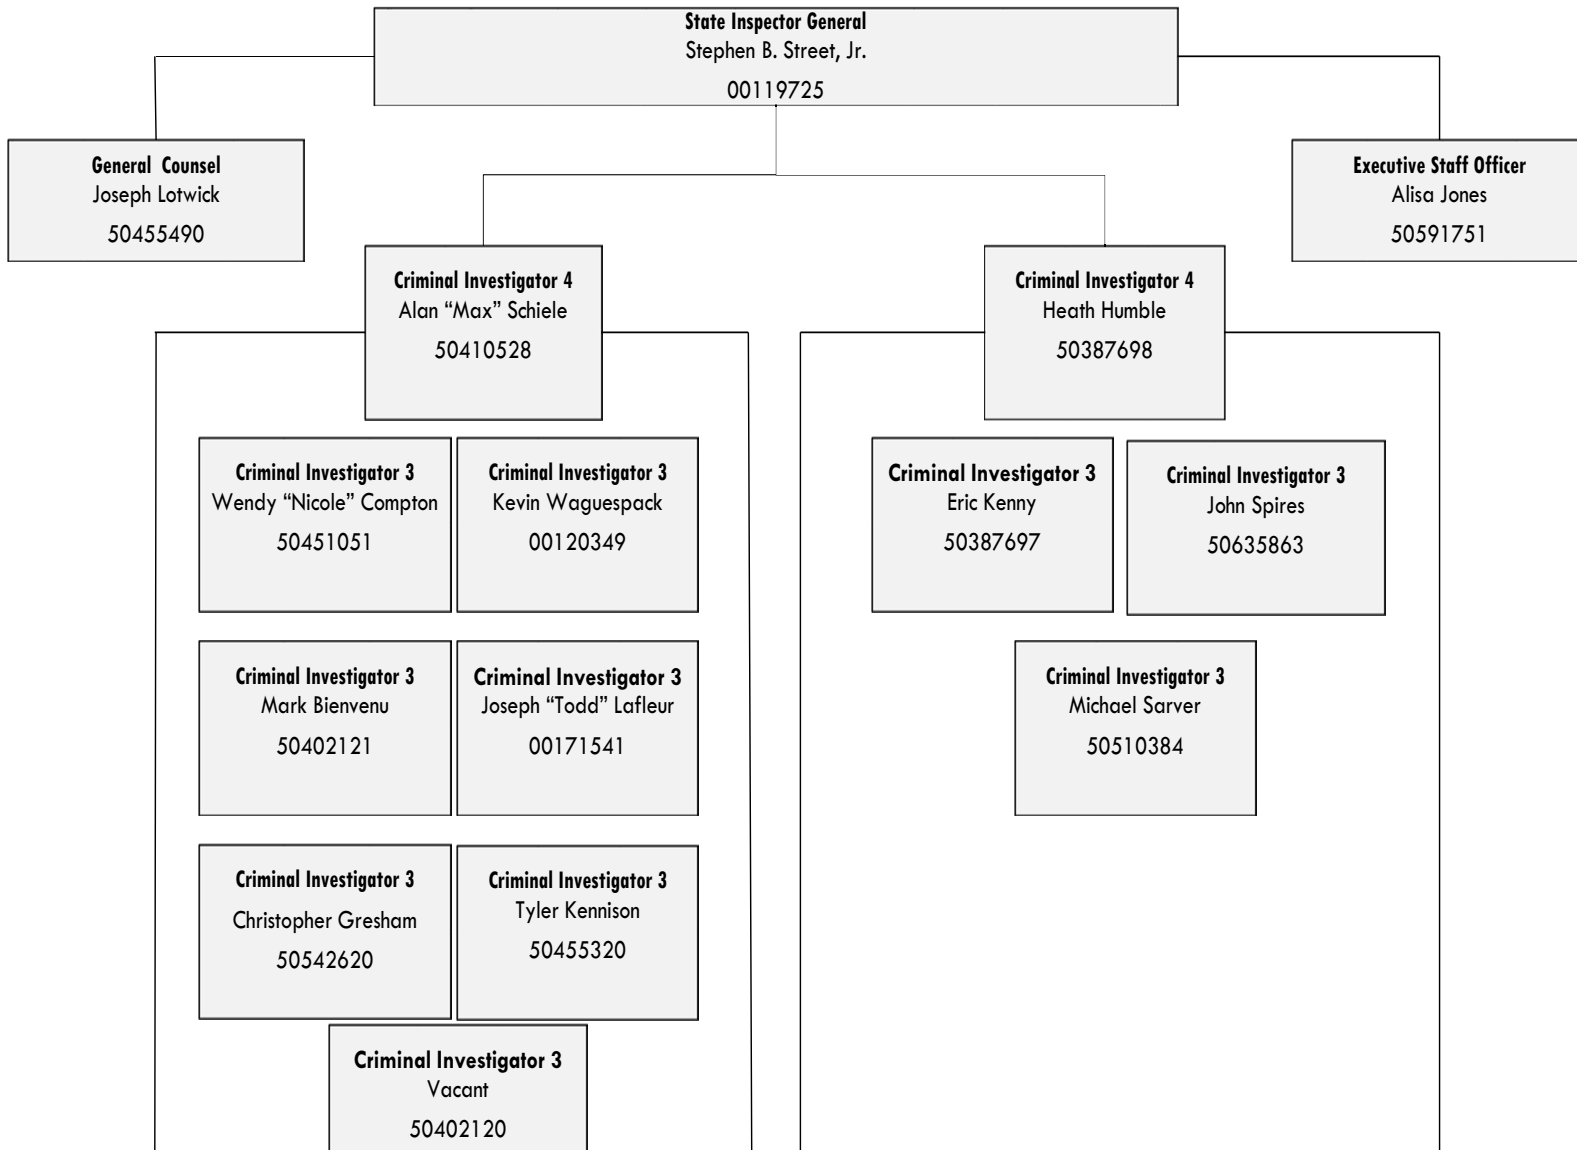 State Inspector General
Stephen B. Street, Jr.
00119725
General Counsel
Joseph Lotwick
50455490
Executive Staff Officer
Alisa Jones
50591751
Criminal Investigator 4
Alan “Max” Schiele
50410528
Criminal Investigator 4
Heath Humble
50387698
Criminal Investigator 3
Wendy “Nicole” Compton
50451051
Criminal Investigator 3
Kevin Waguespack
00120349
Criminal Investigator 3
Eric Kenny
50387697
Criminal Investigator 3
John Spires
50635863
Criminal Investigator 3
Mark Bienvenu
50402121
Criminal Investigator 3
Joseph “Todd” Lafleur
00171541
Criminal Investigator 3
Michael Sarver
50510384
Criminal Investigator 3
Christopher Gresham
50542620
Criminal Investigator 3
Tyler Kennison
50455320
Criminal Investigator 3
Vacant
50402120